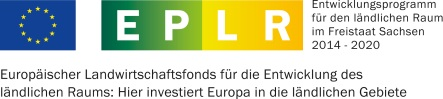 EPLR
Entwicklungsprogramm
für den ländlichen Raum
im Freistaat Sachsen
2014 - 2020
Europäischer Landwirtschaftsfonds für die Entwicklung des
ländlichen Raums: Hier investiert Europa in die ländlichen Gebiete